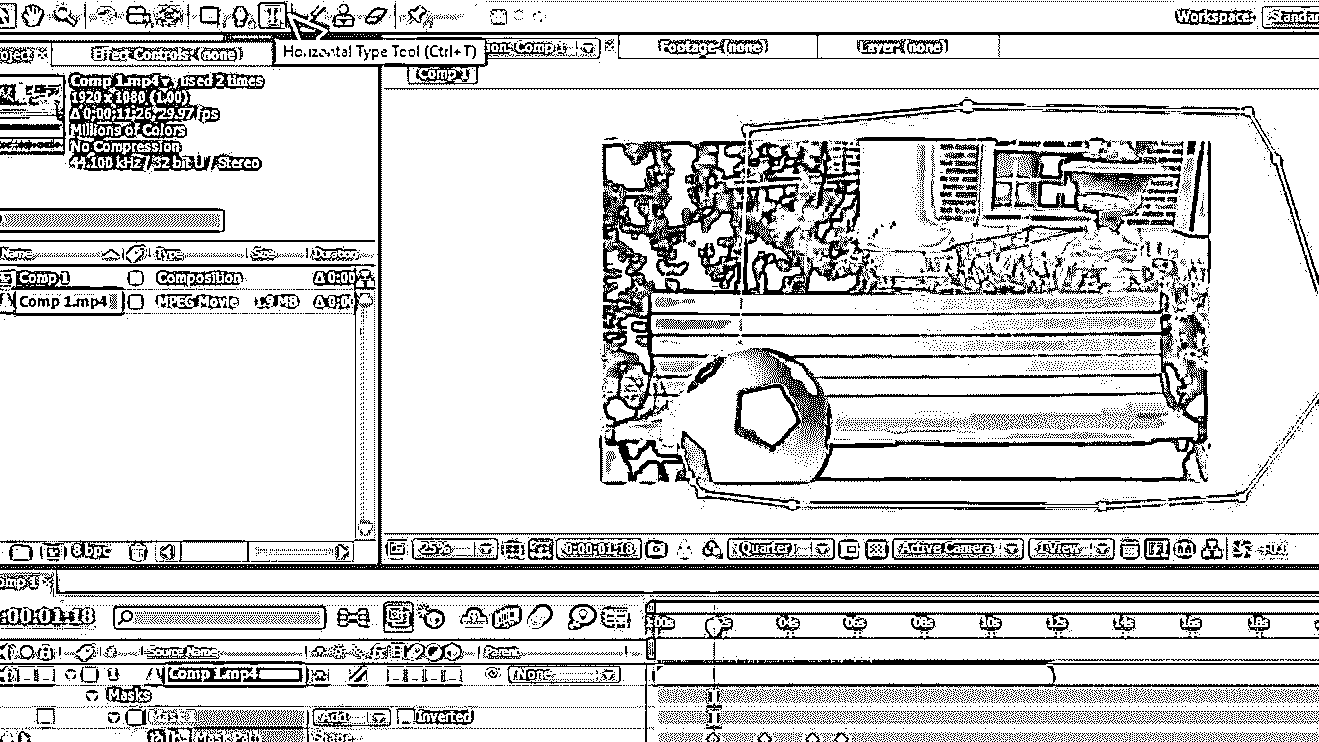 Workspace: Standar
Horizontal Type Tool (Ctrl+T)
oject Effect Controls: (none)
on: Comp 1 Footage: (none) Layer: (none)
Comp 1
Comp 1.mp4 , used 2 times
1920 x 1080 (1.00)
Δ 0:00:11:26, 29.97 fps
Millions of Colors
No Compression
44.100 kHz / 32 bit U / Stereo
Name Type Size Duration
Comp 1 Composition Δ 0:00
Comp 1.mp4 MPEG Movie 1.9 MB Δ 0:00
8 bpc
25% 0:00:01:18 (Quarter) Active Camera 1 View +0.0
omp 1
:00:01:18
:00s 2s 04s 06s 08s 10s 12s 14s 16s 18s
# Source Name Parent
1 Comp 1.mp4 None
Masks
Mask 1 Add Inverted
Mask Path Shape...